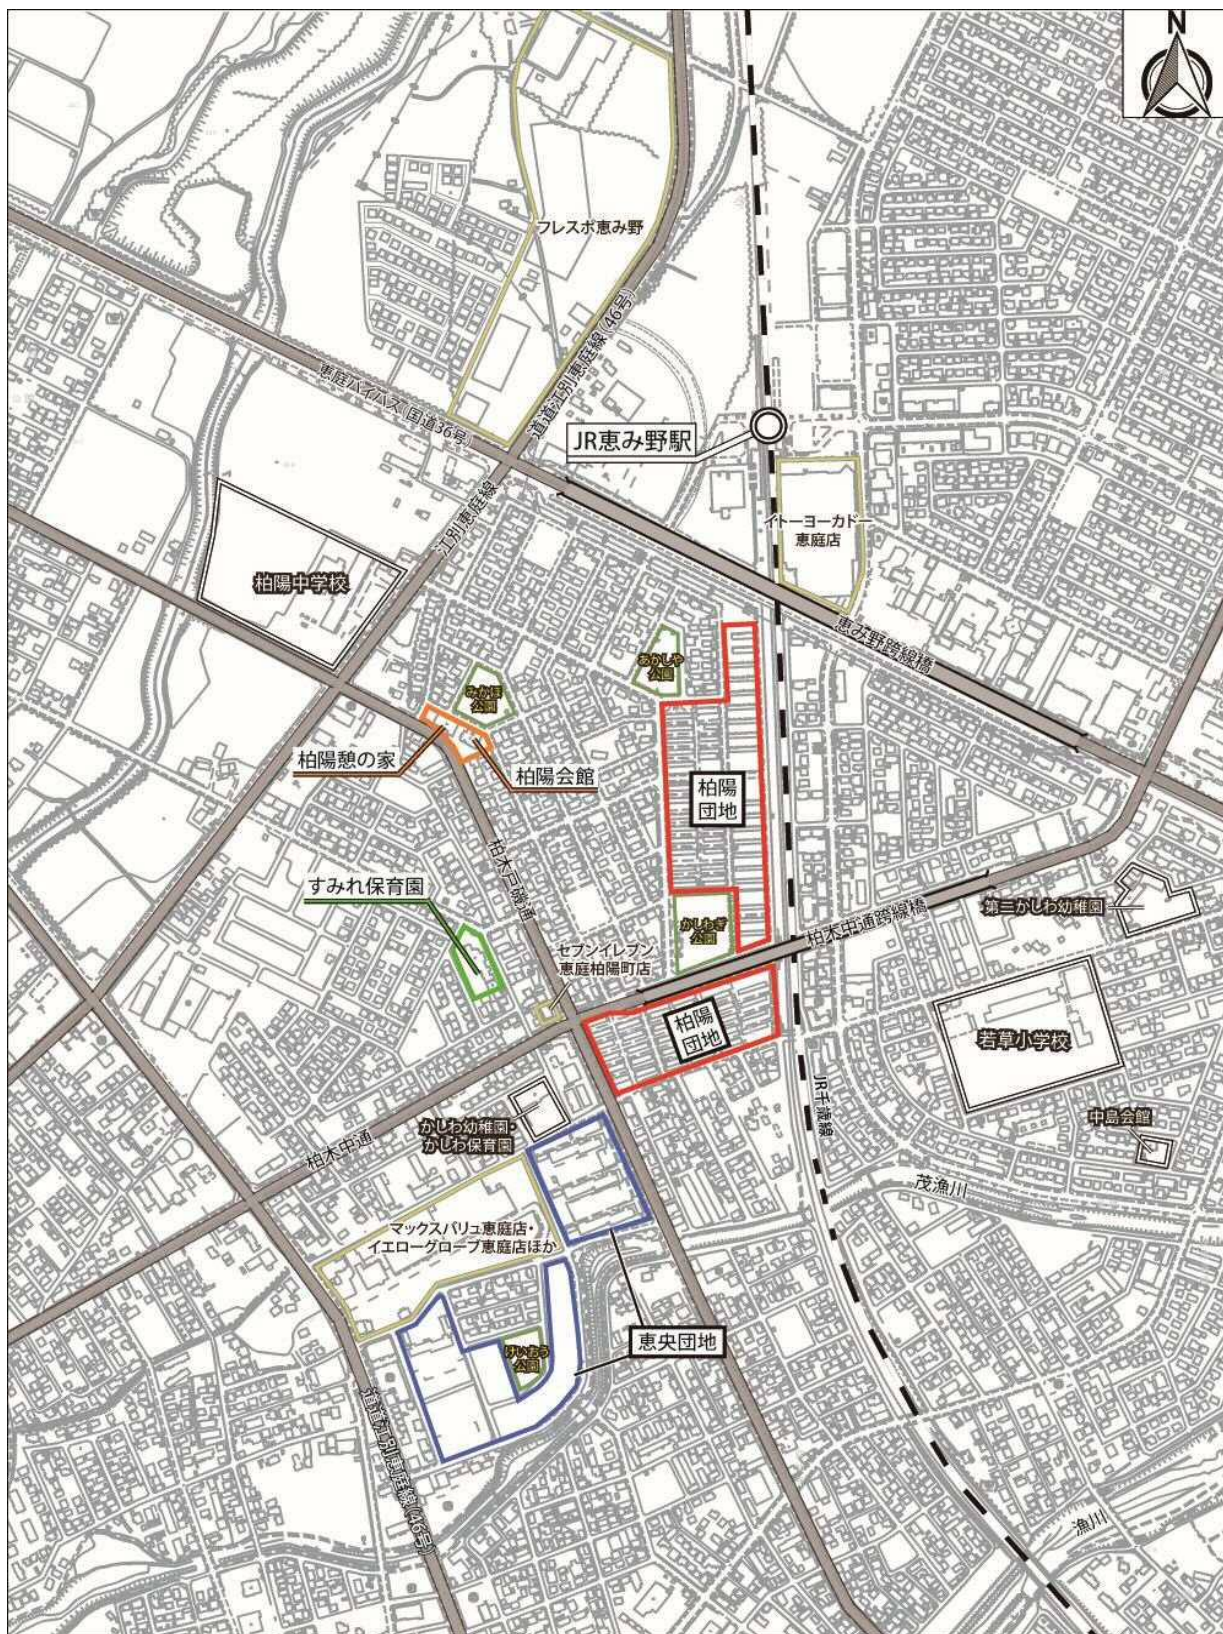 N
フレスポ恵み野
道道江別恵庭線(46号)
恵庭バイパス(国道36号)
JR恵み野駅
江別恵庭線
イトーヨーカドー
恵庭店
柏陽中学校
恵み野跨線橋
あかしや
公園
みかほ
公園
柏陽憩の家
柏陽会館
柏陽
団地
柏木戸磯通
すみれ保育園
かしわぎ
公園
柏木中通跨線橋
第二かしわ幼稚園
セブンイレブン
恵庭柏陽町店
柏陽
団地
若草小学校
JR千歳線
かしわ幼稚園・
かしわ保育園
中島会館
柏木中通
茂漁川
マックスバリュ恵庭店・
イエローグローブ恵庭店ほか
恵央団地
けいおう
公園
道道江別恵庭線(46号)
漁川